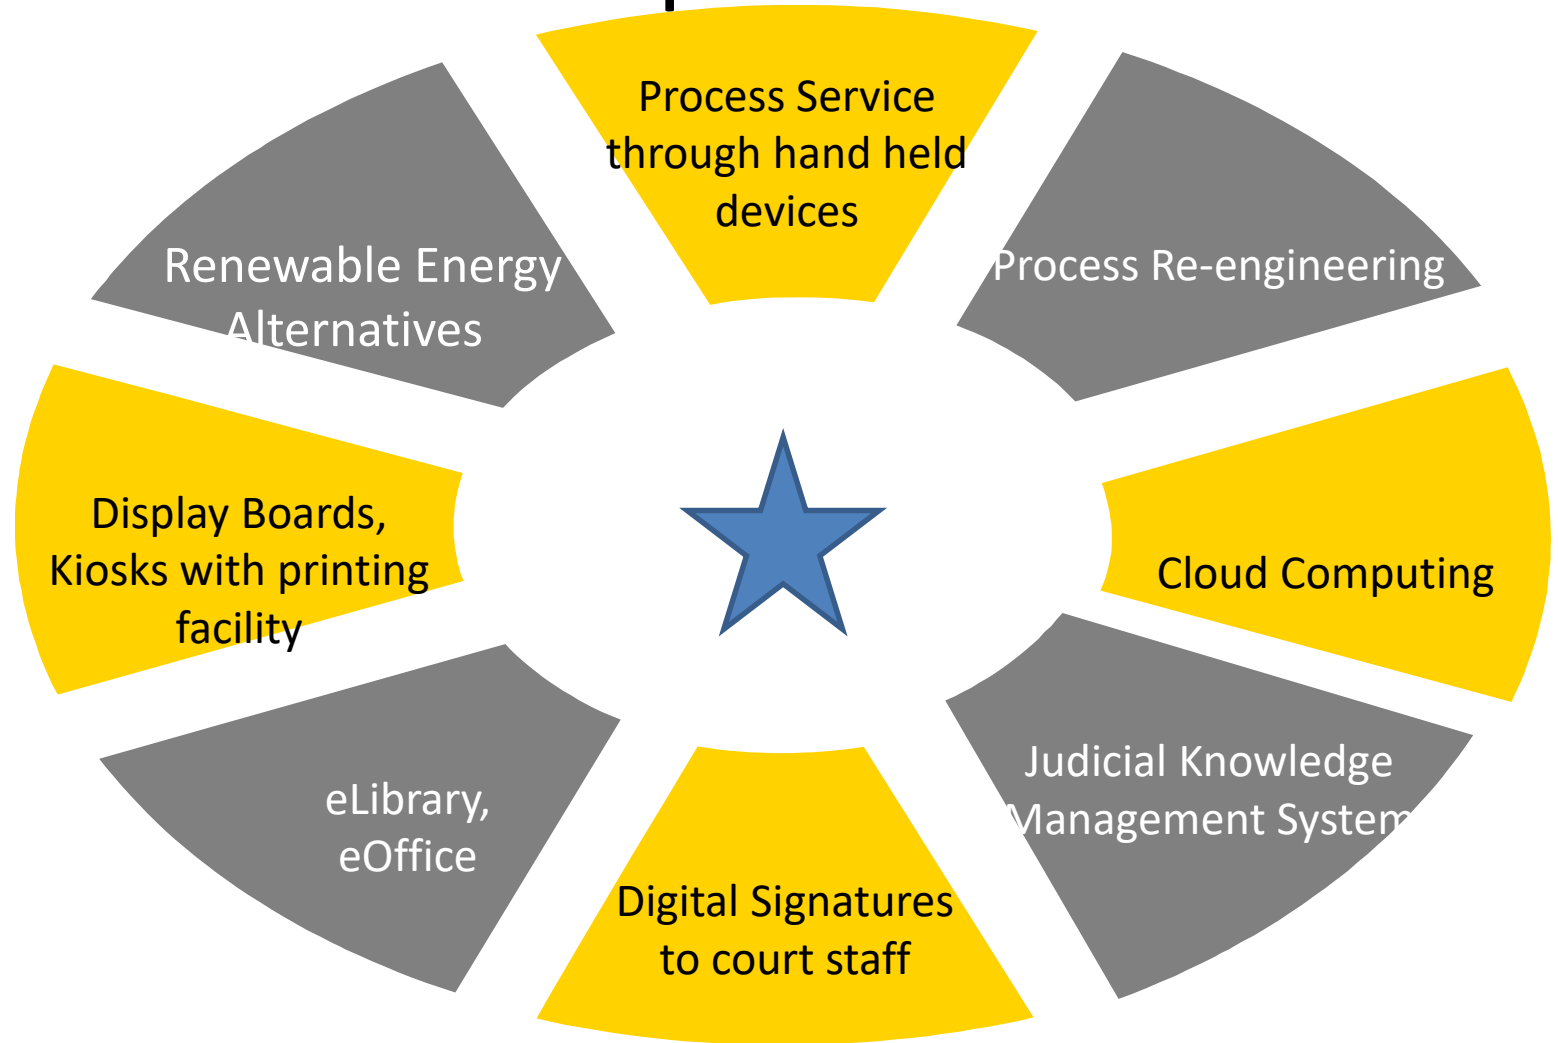 Process Service
through hand held
devices
Process Re-engineering
Cloud Computing
Judicial Knowledge
Management System
Digital Signatures
to court staff
eLibrary,
eOffice
Display Boards,
Kiosks with printing
facility
Renewable Energy
Alternatives